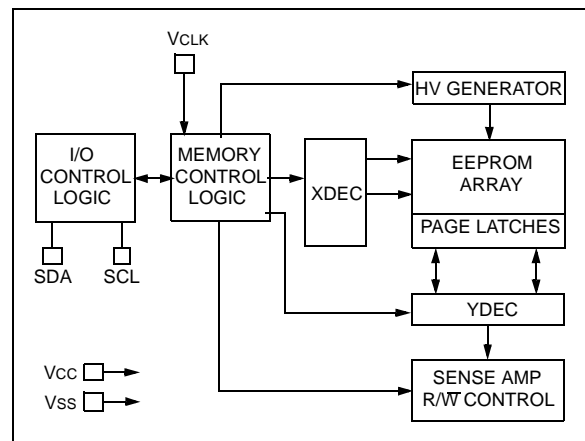 VCLK
HV GENERATOR
I/O
CONTROL
LOGIC
MEMORY
CONTROL
LOGIC
XDEC
EEPROM
ARRAY
PAGE LATCHES
SDA
SCL
YDEC
VCC
VSS
SENSE AMP
R/W̅ CONTROL